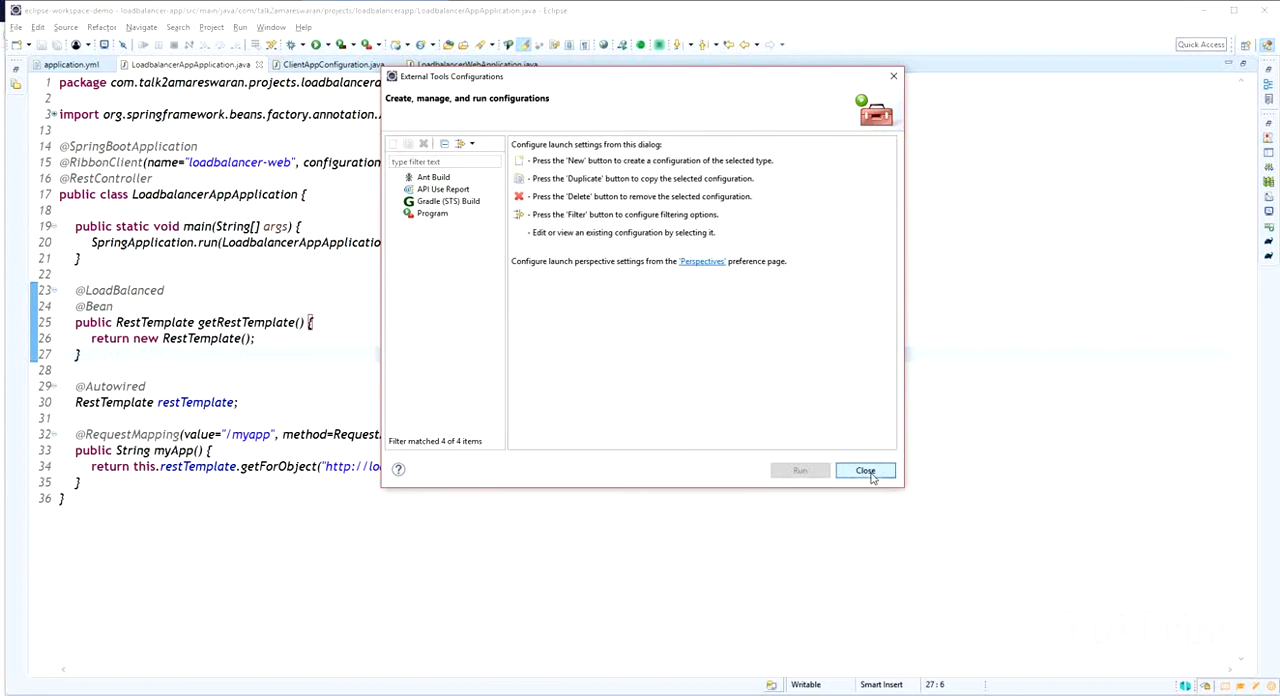 eclipse-workspace-demo - loadbalancer-app/src/main/java/com/talk2amareswaran/projects/loadbalancerapp/LoadbalancerAppApplication.java - Eclipse
File Edit Source Refactor Navigate Search Project Run Window Help
Quick Access
application.yml LoadbalancerAppApplication.java ClientAppConfiguration.java LoadbalancerWebApplication.java
External Tools Configurations
Create, manage, and run configurations
type filter text
Ant Build
API Use Report
Gradle (STS) Build
Program
Filter matched 4 of 4 items
Configure launch settings from this dialog:
- Press the 'New' button to create a configuration of the selected type.
- Press the 'Duplicate' button to copy the selected configuration.
- Press the 'Delete' button to remove the selected configuration.
- Press the 'Filter' button to configure filtering options.
- Edit or view an existing configuration by selecting it.
Configure launch perspective settings from the 'Perspectives' preference page.
Run Close
1 package com.talk2amareswaran.projects.loadbalancera
2
3 import org.springframework.beans.factory.annotation.
13
14 @SpringBootApplication
15 @RibbonClient(name="loadbalancer-web", configuration
16 @RestController
17 public class LoadbalancerAppApplication {
18
19 public static void main(String[] args) {
20 SpringApplication.run(LoadbalancerAppApplication
21 }
22
23 @LoadBalanced
24 @Bean
25 public RestTemplate getRestTemplate() {
26 return new RestTemplate();
27 }
28
29 @Autowired
30 RestTemplate restTemplate;
31
32 @RequestMapping(value="/myapp", method=Request
33 public String myApp() {
34 return this.restTemplate.getForObject("http://lo
35 }
36 }
Writable Smart Insert 27 : 6